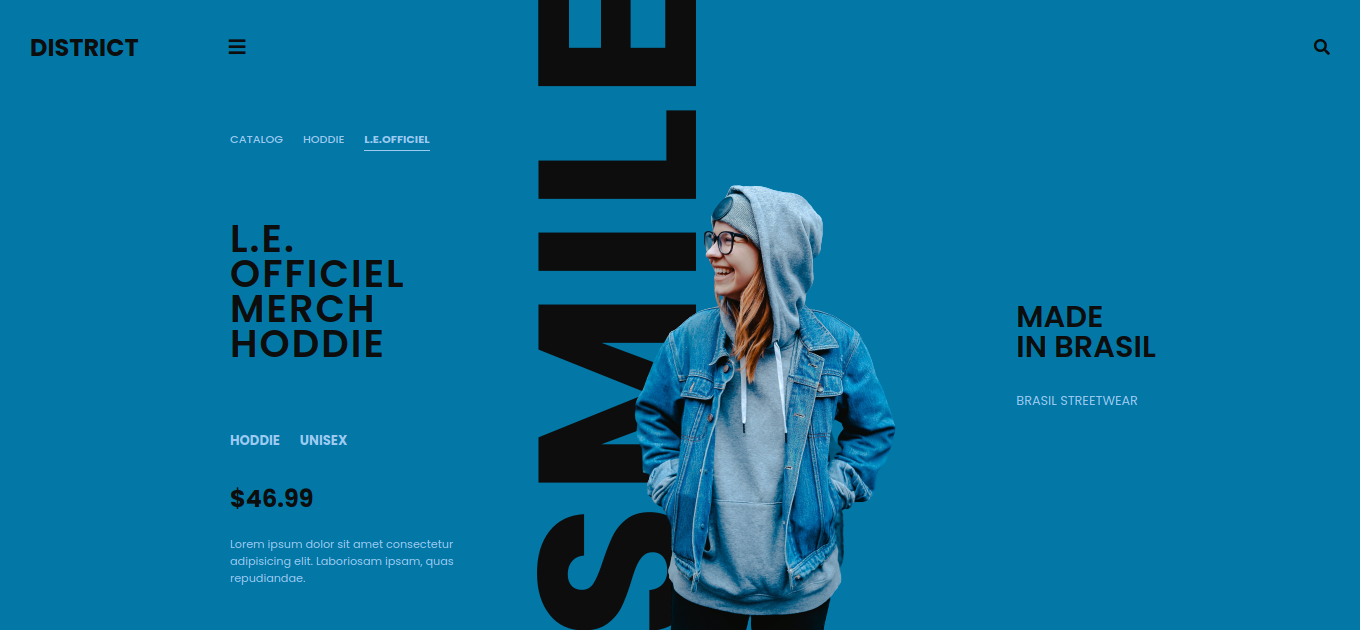 DISTRICT
CATALOG HODDIE L.E.OFFICIEL
L.E.
OFFICIEL
MERCH
HODDIE
HODDIE UNISEX
$46.99
Lorem ipsum dolor sit amet consectetur
adipisicing elit. Laboriosam ipsam, quas
repudiandae.
SMILE
MADE
IN BRASIL
BRASIL STREETWEAR